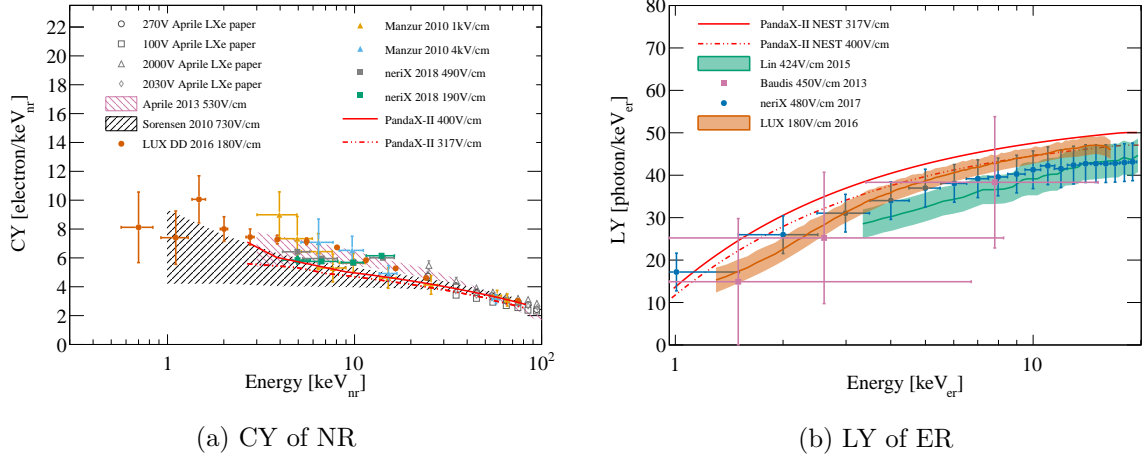 CY [electron/keVnr]
22
20
18
16
14
12
10
8
6
4
2
0
270V Aprile LXe paper
100V Aprile LXe paper
2000V Aprile LXe paper
2030V Aprile LXe paper
Aprile 2013 530V/cm
Sorensen 2010 730V/cm
LUX DD 2016 180V/cm
Manzur 2010 1kV/cm
Manzur 2010 4kV/cm
neriX 2018 490V/cm
neriX 2018 190V/cm
PandaX-II 400V/cm
PandaX-II 317V/cm
1 10 10²
Energy [keVnr]
(a) CY of NR
LY [photon/keVer]
80
70
60
50
40
30
20
10
0
PandaX-II NEST 317V/cm
PandaX-II NEST 400V/cm
Lin 424V/cm 2015
Baudis 450V/cm 2013
neriX 480V/cm 2017
LUX 180V/cm 2016
1 10
Energy [keVer]
(b) LY of ER